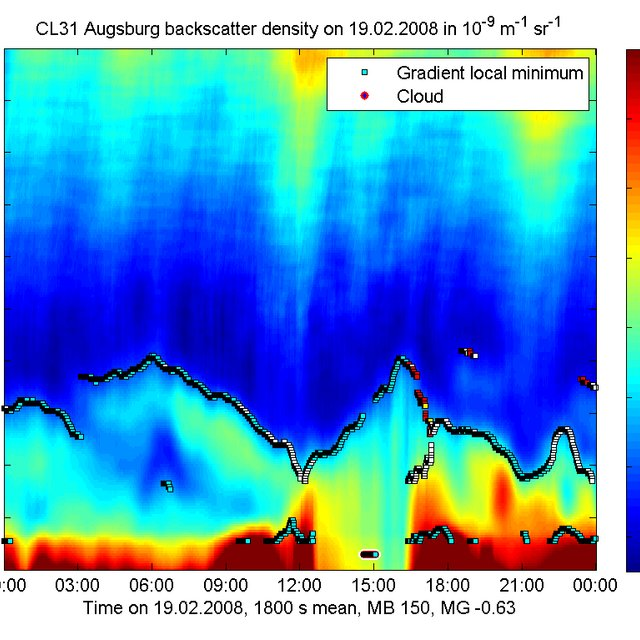 CL31 Augsburg backscatter density on 19.02.2008 in 10⁻⁹ m⁻¹ sr⁻¹
Gradient local minimum
Cloud
:00 03:00 06:00 09:00 12:00 15:00 18:00 21:00 00:00
Time on 19.02.2008, 1800 s mean, MB 150, MG -0.63